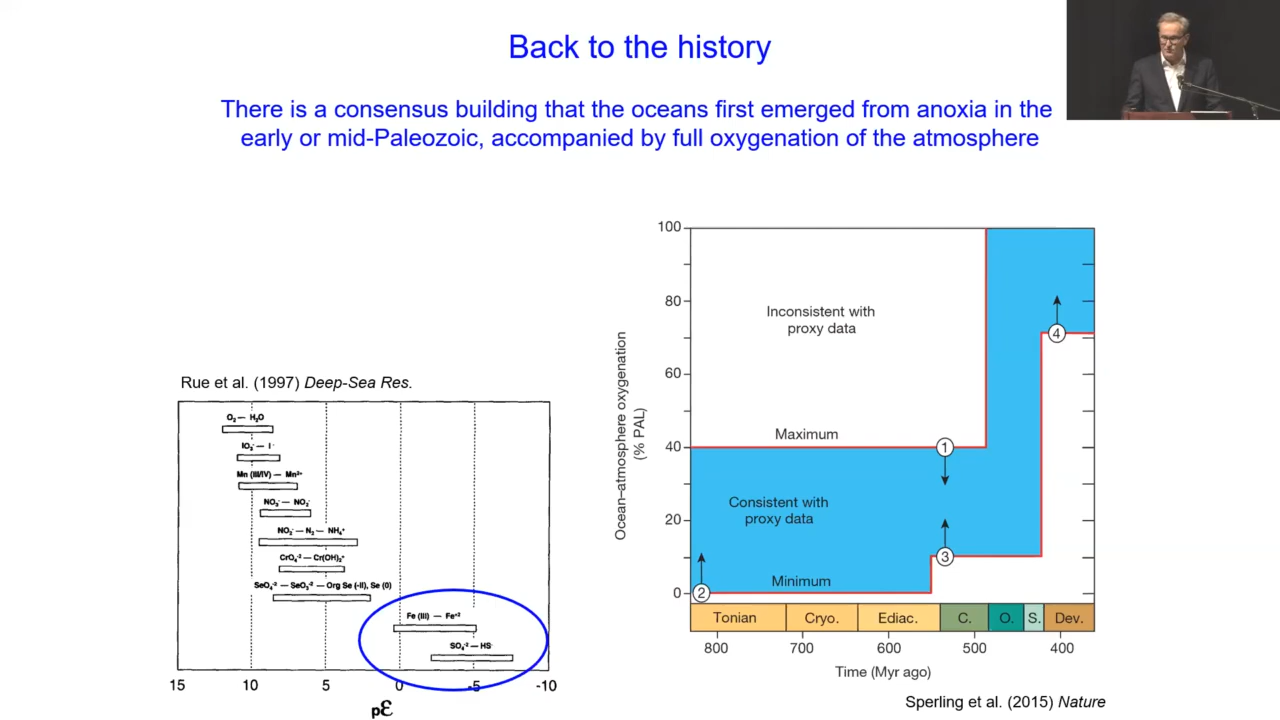 Back to the history
There is a consensus building that the oceans first emerged from anoxia in the
early or mid-Paleozoic, accompanied by full oxygenation of the atmosphere
Rue et al. (1997) Deep-Sea Res.
O₂ — H₂O
IO₃⁻ — I⁻
Mn (III/IV) — Mn²⁺
NO₃⁻ — NO₂⁻
NO₃⁻ — N₂ — NH₄⁺
CrO₄⁻² — Cr(OH)₂⁺
SeO₄⁻² — SeO₃⁻² — Org Se (-II), Se (0)
Fe (III) — Fe⁺²
SO₄⁻² — HS⁻
15 10 5 0 -5 -10
pƐ
Ocean–atmosphere oxygenation
(% PAL)
100
80
60
40
20
0
Inconsistent with
proxy data
Maximum
Consistent with
proxy data
Minimum
1
2
3
4
Tonian Cryo. Ediac. C. O. S. Dev.
800 700 600 500 400
Time (Myr ago)
Sperling et al. (2015) Nature